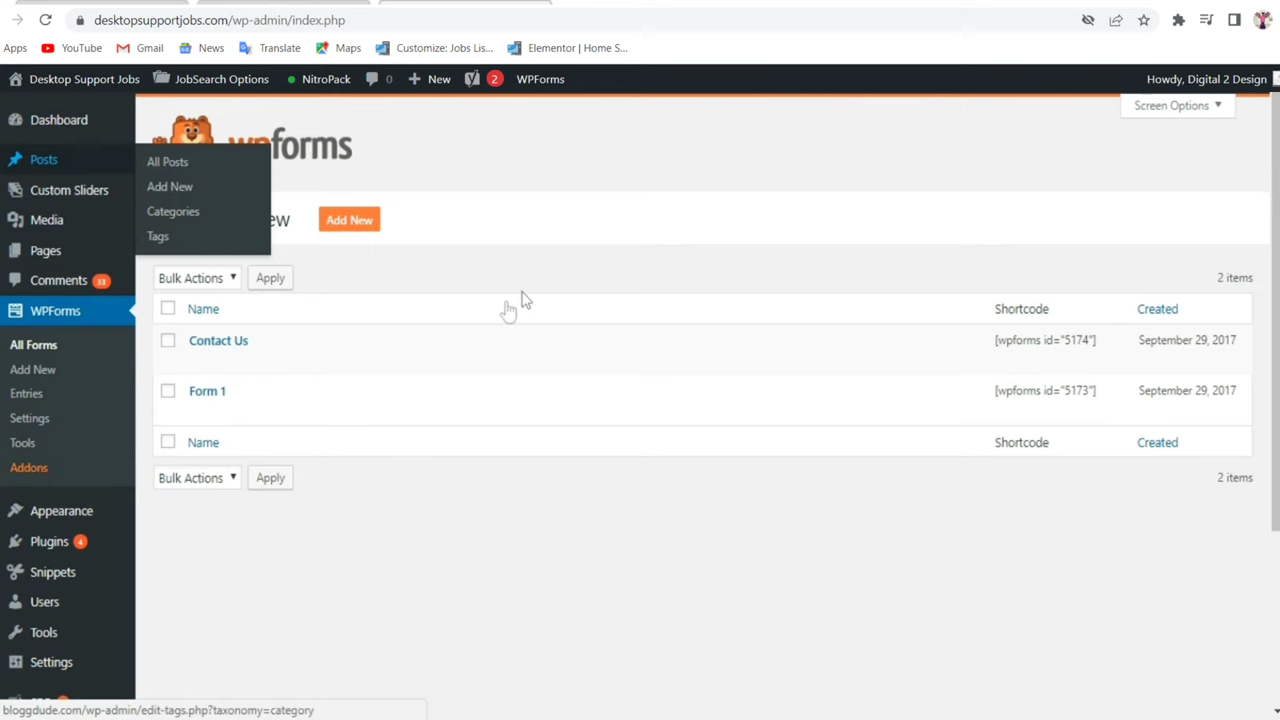 desktopsupportjobs.com/wp-admin/index.php
Apps YouTube Gmail News Translate Maps Customize: Jobs Lis... Elementor | Home S...
Desktop Support Jobs JobSearch Options NitroPack 0 New 2 WPForms Howdy, Digital 2 Design
Screen Options
Dashboard
wpforms
Posts
All Posts
Add New
Categories
Tags
Custom Sliders
Media
Add New
Pages
Comments 33
Bulk Actions Apply 2 items
WPForms
Name Shortcode Created
All Forms
Contact Us [wpforms id="5174"] September 29, 2017
Add New
Entries
Form 1 [wpforms id="5173"] September 29, 2017
Settings
Tools
Name Shortcode Created
Addons
Bulk Actions Apply 2 items
Appearance
Plugins 4
Snippets
Users
Tools
Settings
bloggdude.com/wp-admin/edit-tags.php?taxonomy=category